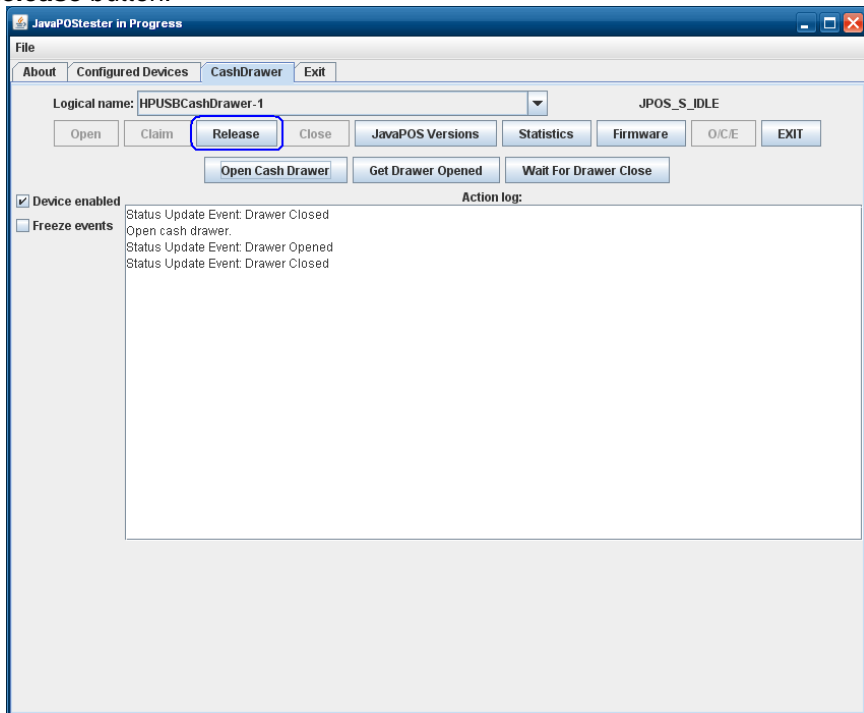 button.
JavaPOStester in Progress
File
About Configured Devices CashDrawer Exit
Logical name: HPUSBCashDrawer-1 JPOS_S_IDLE
Open Claim Release Close JavaPOS Versions Statistics Firmware O/C/E EXIT
Open Cash Drawer Get Drawer Opened Wait For Drawer Close
Device enabled Action log:
Freeze events
Status Update Event: Drawer Closed
Open cash drawer.
Status Update Event: Drawer Opened
Status Update Event: Drawer Closed